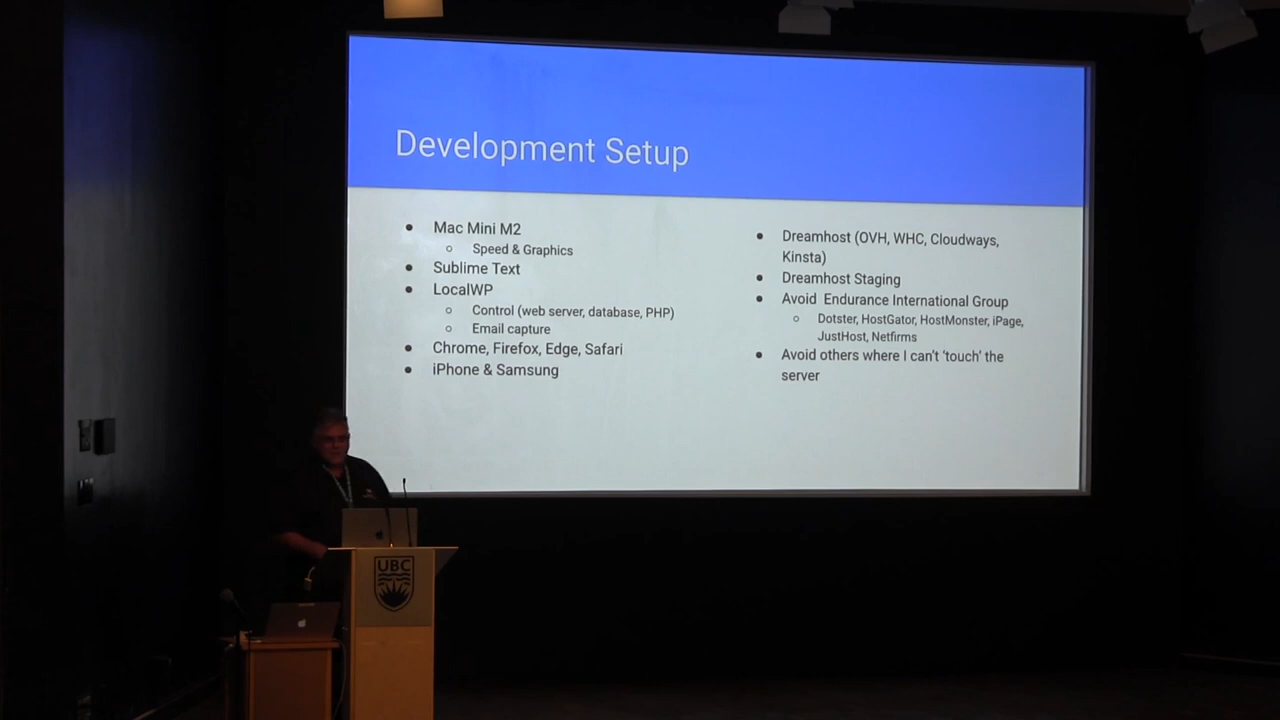 Development Setup
Mac Mini M2
Speed & Graphics
Sublime Text
LocalWP
Control (web server, database, PHP)
Email capture
Chrome, Firefox, Edge, Safari
iPhone & Samsung
Dreamhost (OVH, WHC, Cloudways,
Kinsta)
Dreamhost Staging
Avoid Endurance International Group
Dotster, HostGator, HostMonster, iPage,
JustHost, Netfirms
Avoid others where I can't 'touch' the
server
UBC